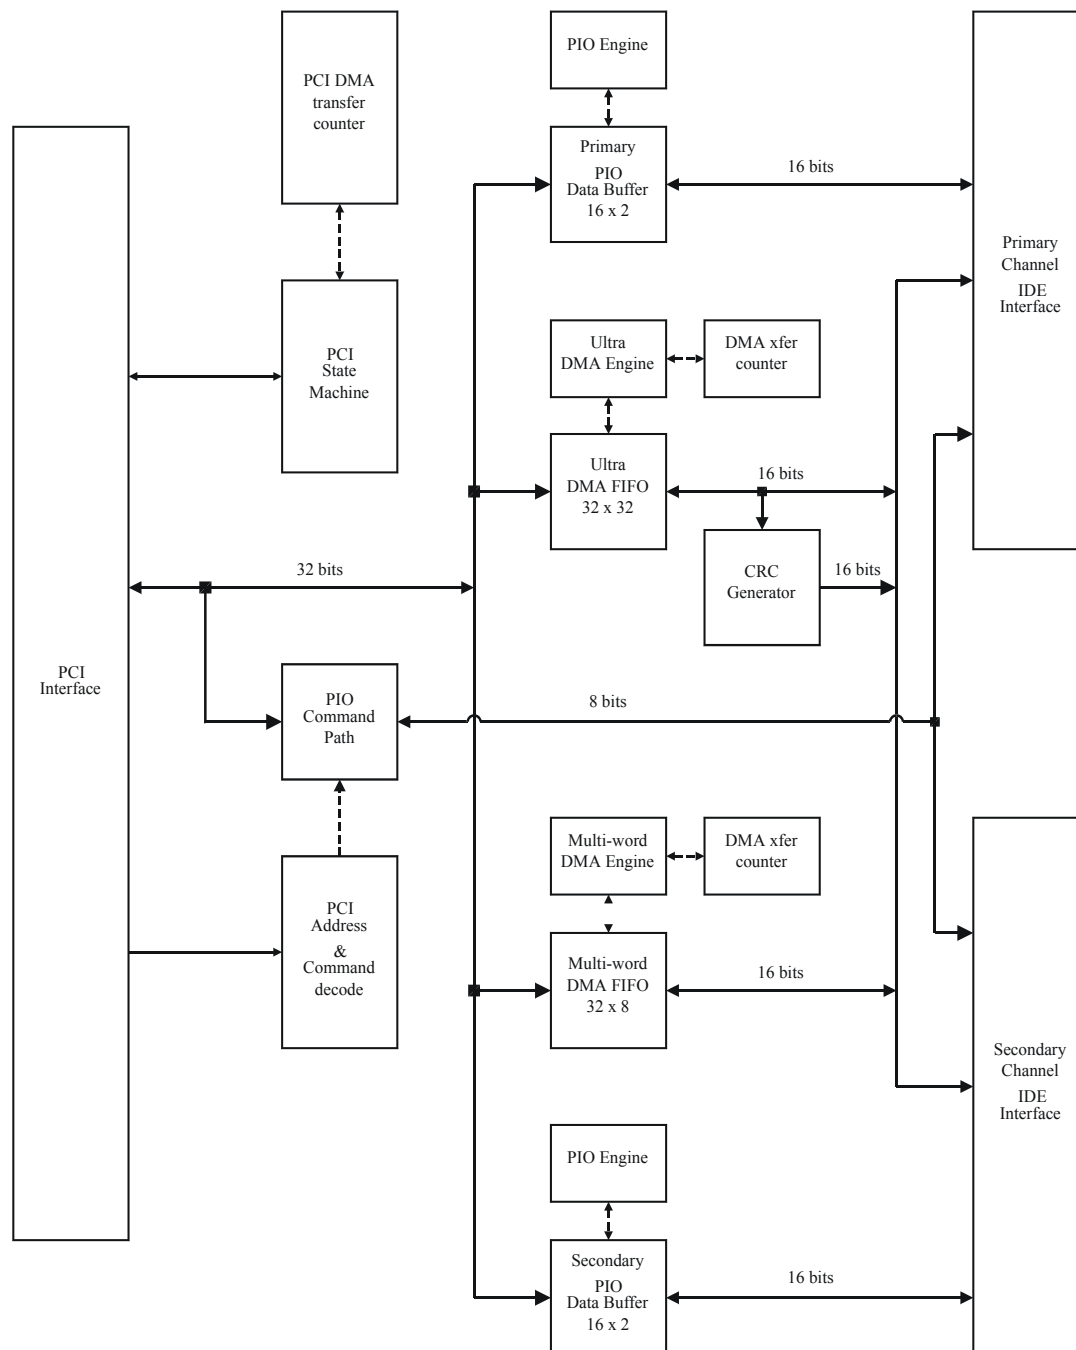 PCI DMA
transfer
counter
PIO Engine
Primary
PIO
Data Buffer
16 x 2
16 bits
Primary
Channel
IDE
Interface
PCI
State
Machine
Ultra
DMA Engine
DMA xfer
counter
Ultra
DMA FIFO
32 x 32
16 bits
CRC
Generator
16 bits
32 bits
PCI
Interface
PIO
Command
Path
8 bits
PCI
Address
&
Command
decode
Multi-word
DMA Engine
DMA xfer
counter
Multi-word
DMA FIFO
32 x 8
16 bits
Secondary
Channel
IDE
Interface
PIO Engine
Secondary
PIO
Data Buffer
16 x 2
16 bits